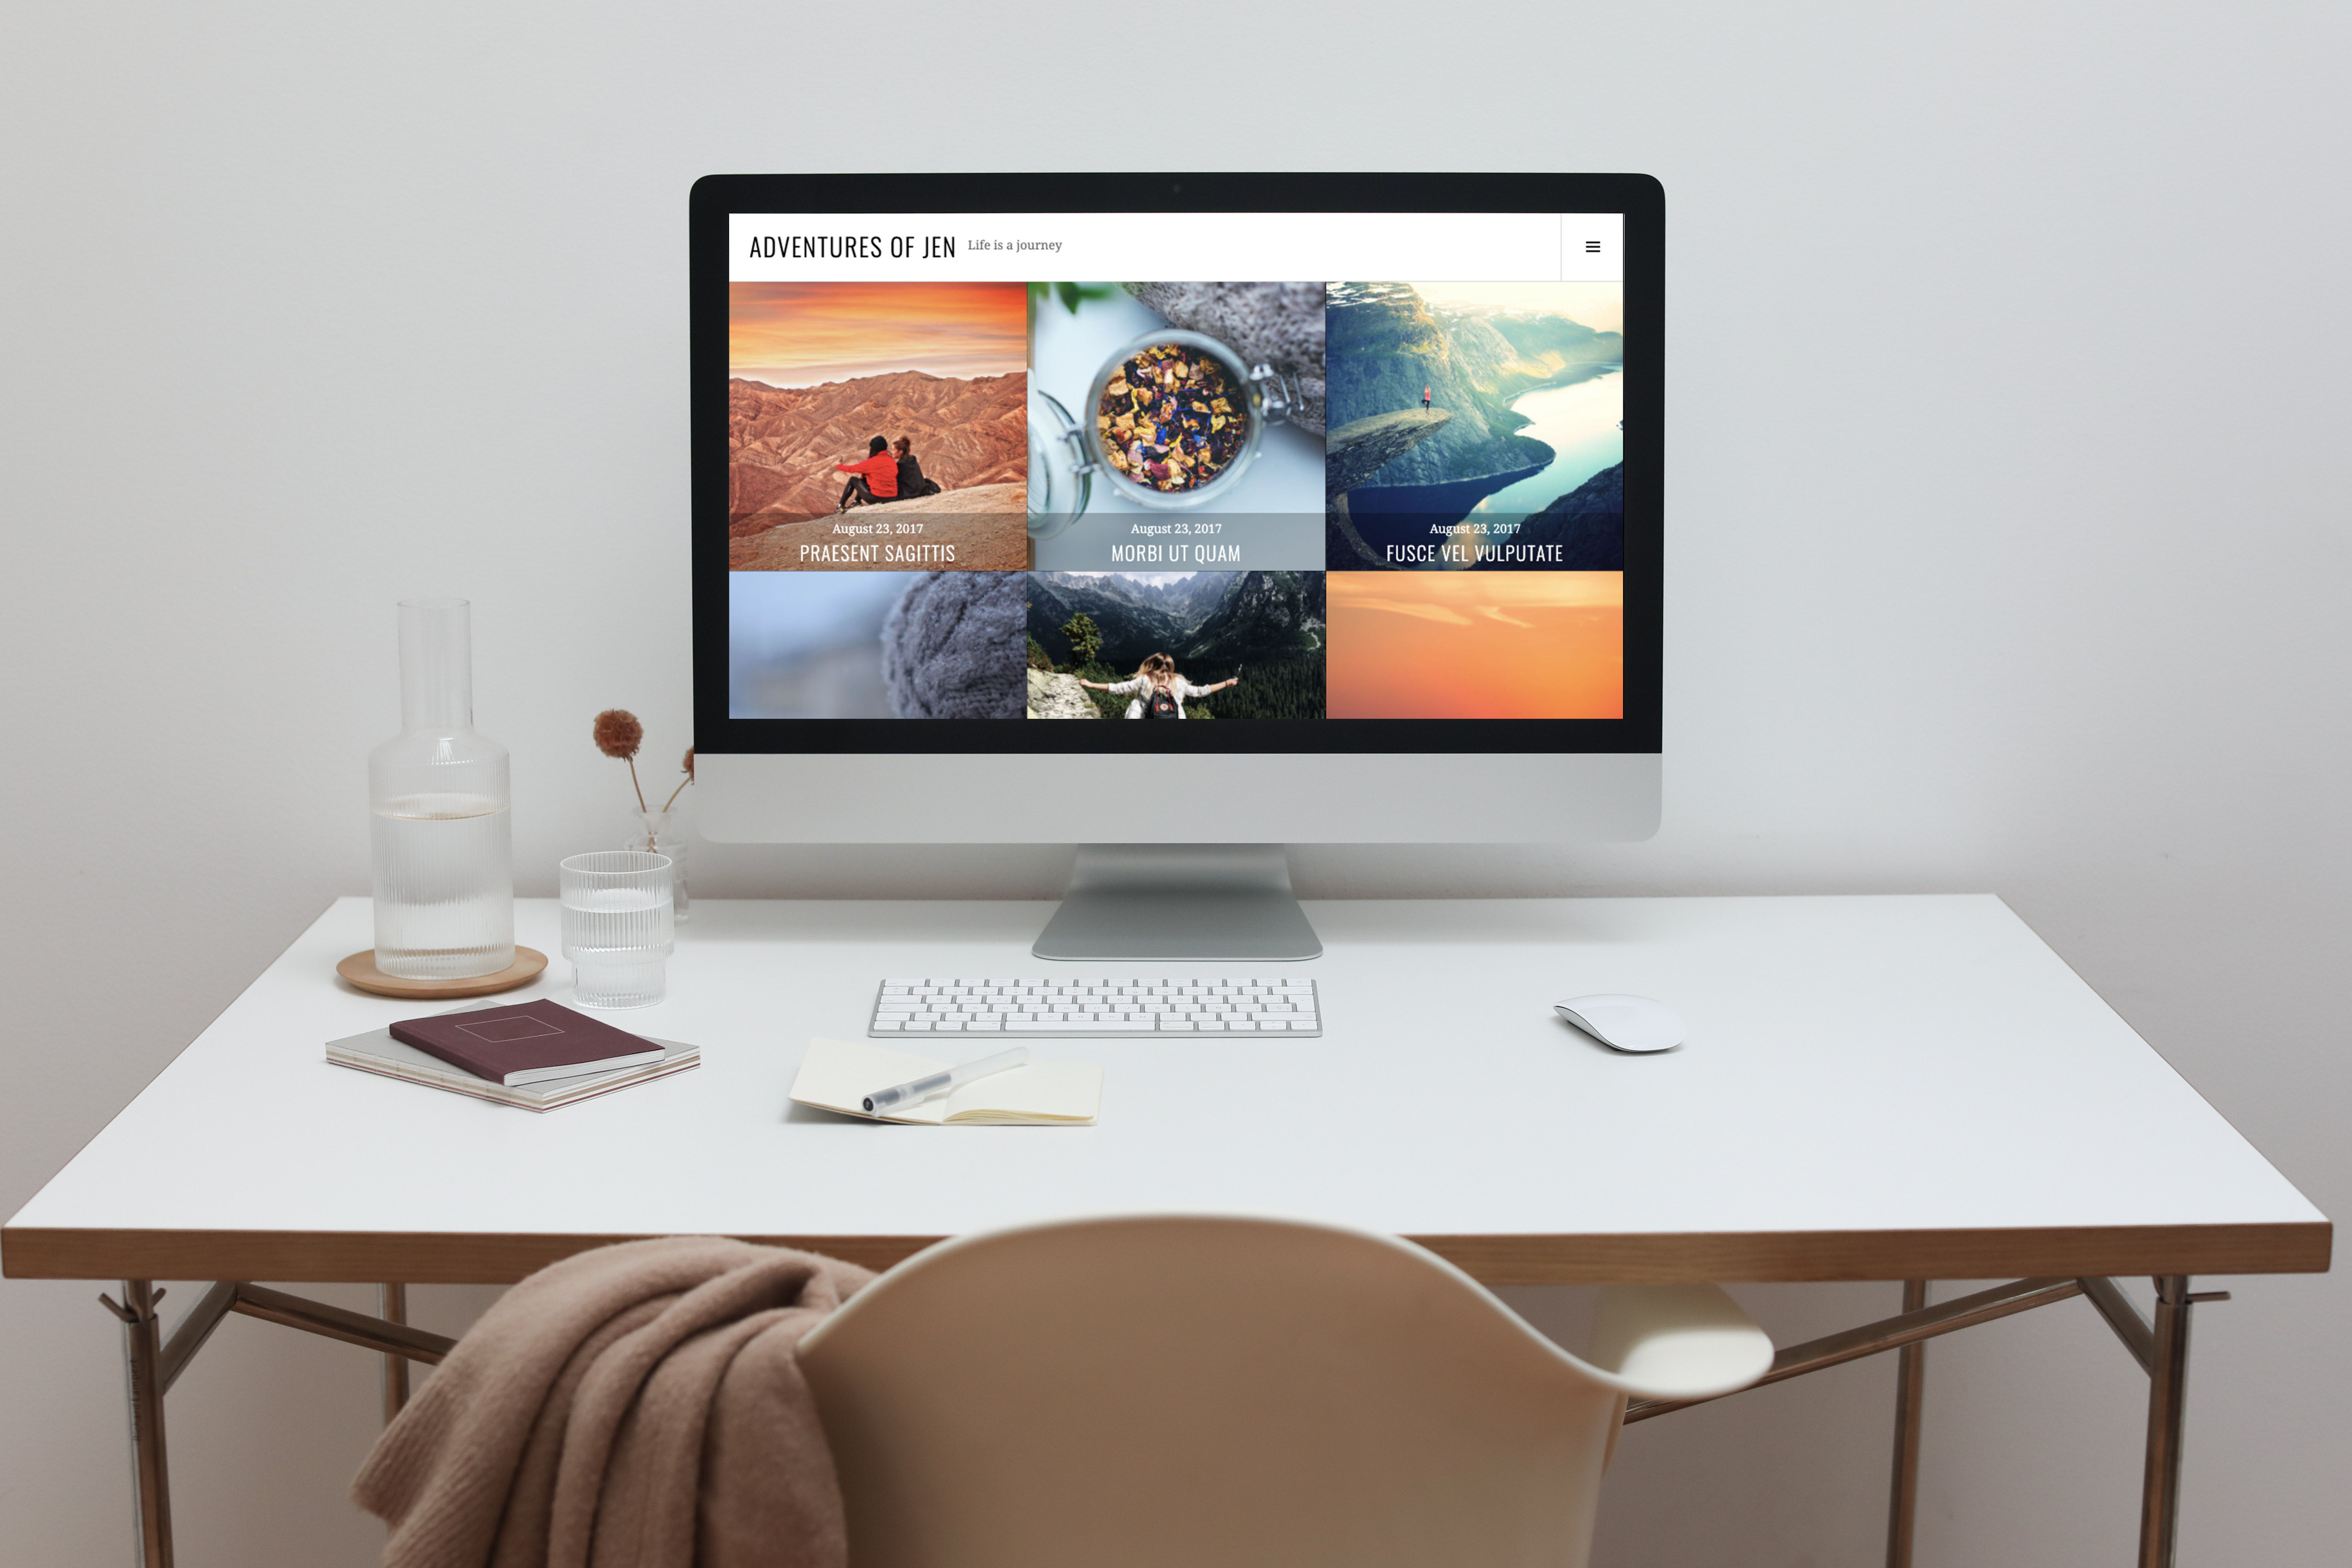 ADVENTURES OF JEN Life is a journey
August 23, 2017
PRAESENT SAGITTIS
August 23, 2017
MORBI UT QUAM
August 23, 2017
FUSCE VEL VULPUTATE